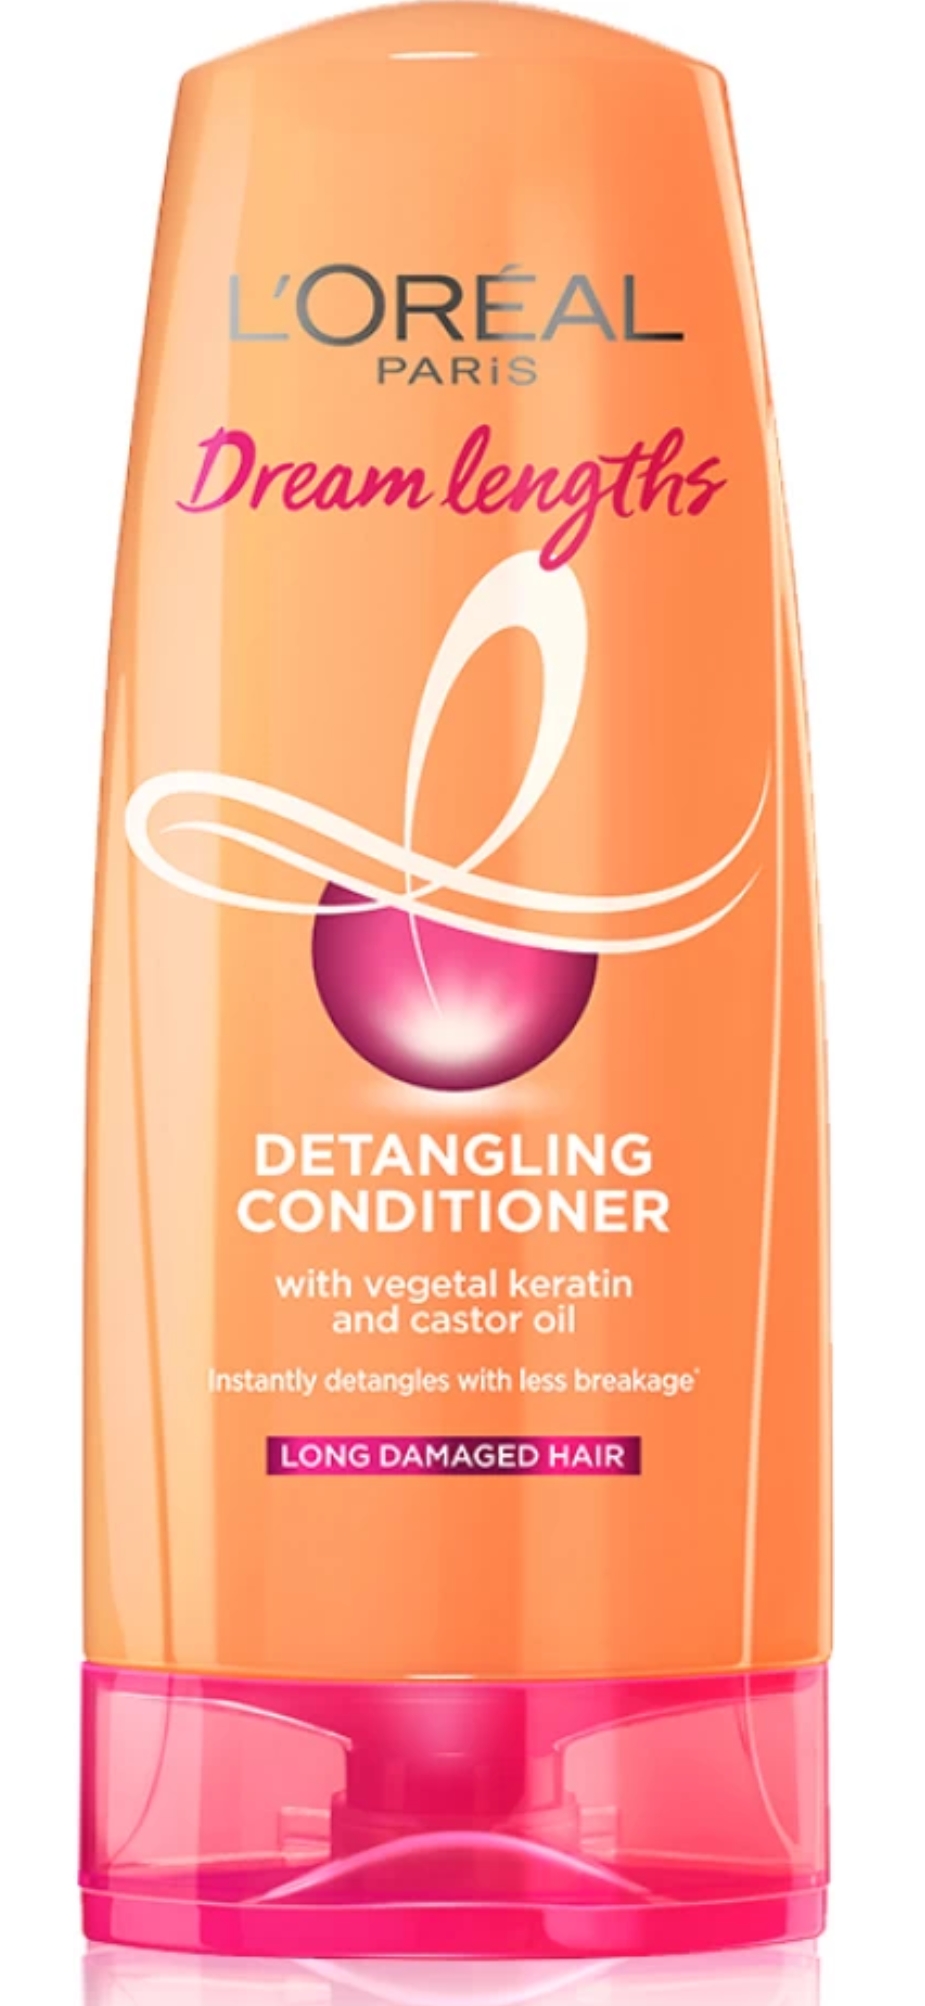 L'ORÉAL
PARiS
Dream lengths
DETANGLING
CONDITIONER
with vegetal keratin
and castor oil
Instantly detangles with less breakage*
LONG DAMAGED HAIR